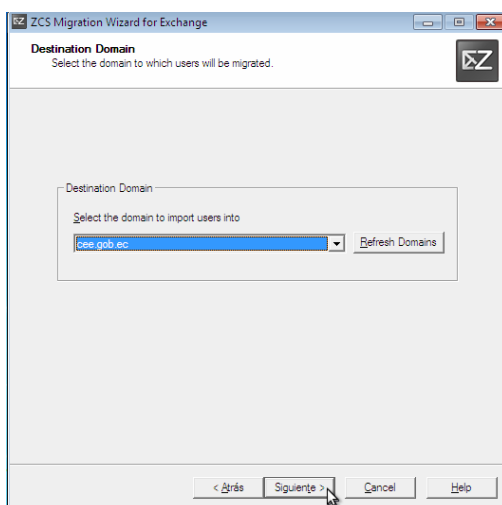 ZCS Migration Wizard for Exchange
Destination Domain
Select the domain to which users will be migrated.
Destination Domain
Select the domain to import users into
cee.gob.ec
Refresh Domains
< Atrás
Siguiente >
Cancel
Help